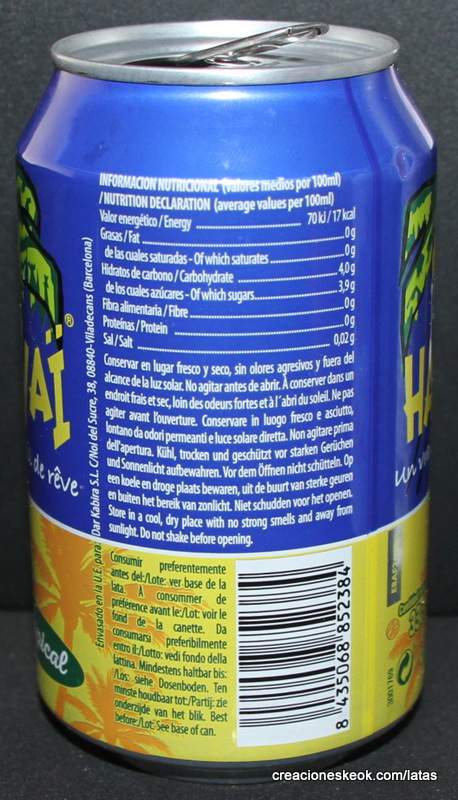 INFORMACION NUTRICIONAL (valores medios por 100ml)
/NUTRITION DECLARATION (average values per 100ml)
Valor energético / Energy 70 kJ / 17 kcal
Grasas / Fat 0 g
de las cuales saturadas - Of which saturates 0 g
Hidratos de carbono / Carbohydrate 4,0 g
de los cuales azúcares - Of which sugars 3,9 g
Fibra alimentaria / Fibre 0 g
Proteínas / Protein 0 g
Sal / Salt 0,02 g
Conservar en lugar fresco y seco, sin olores agresivos y fuera del
alcance de la luz solar. No agitar antes de abrir. A conserver dans un
endroit frais et sec, loin des odeurs fortes et à l´abri du soleil. Ne pas
agiter avant l'ouverture. Conservare in luogo fresco e asciutto,
lontano da odori permeanti e luce solare diretta. Non agitare prima
dell'apertura. Kühl, trocken und geschützt vor starken Gerüchen
und Sonnenlicht aufbewahren. Vor dem Öffnen nicht schütteln. Op
een koele en droge plaats bewaren, uit de buurt van sterke geuren
en buiten het bereik van zonlicht. Niet schudden voor het openen.
Store in a cool, dry place with no strong smells and away from
sunlight. Do not shake before opening.
Envasado en la U.E. para: Dar Kabira S.L. C/Noi del Sucre, 38, 08840-Viladecans (Barcelona)
Consumir preferentemente
antes del:/Lote: ver base de la
lata. A consommer de
préférence avant le:/Lot: voir le
fond de la canette. Da
consumarsi preferibilmente
entro il:/Lotto: vedi fondo della
lattina. Mindestens haltbar bis:
/Los: siehe Dosenboden. Ten
minste houdbaar tot:/Partij: zie
onderzijde van het blik. Best
before:/Lot: See base of can.
8 435068 852384
3001769
AÏ®
de rêve
ical
HA
Un
creacioneskeok.com/latas